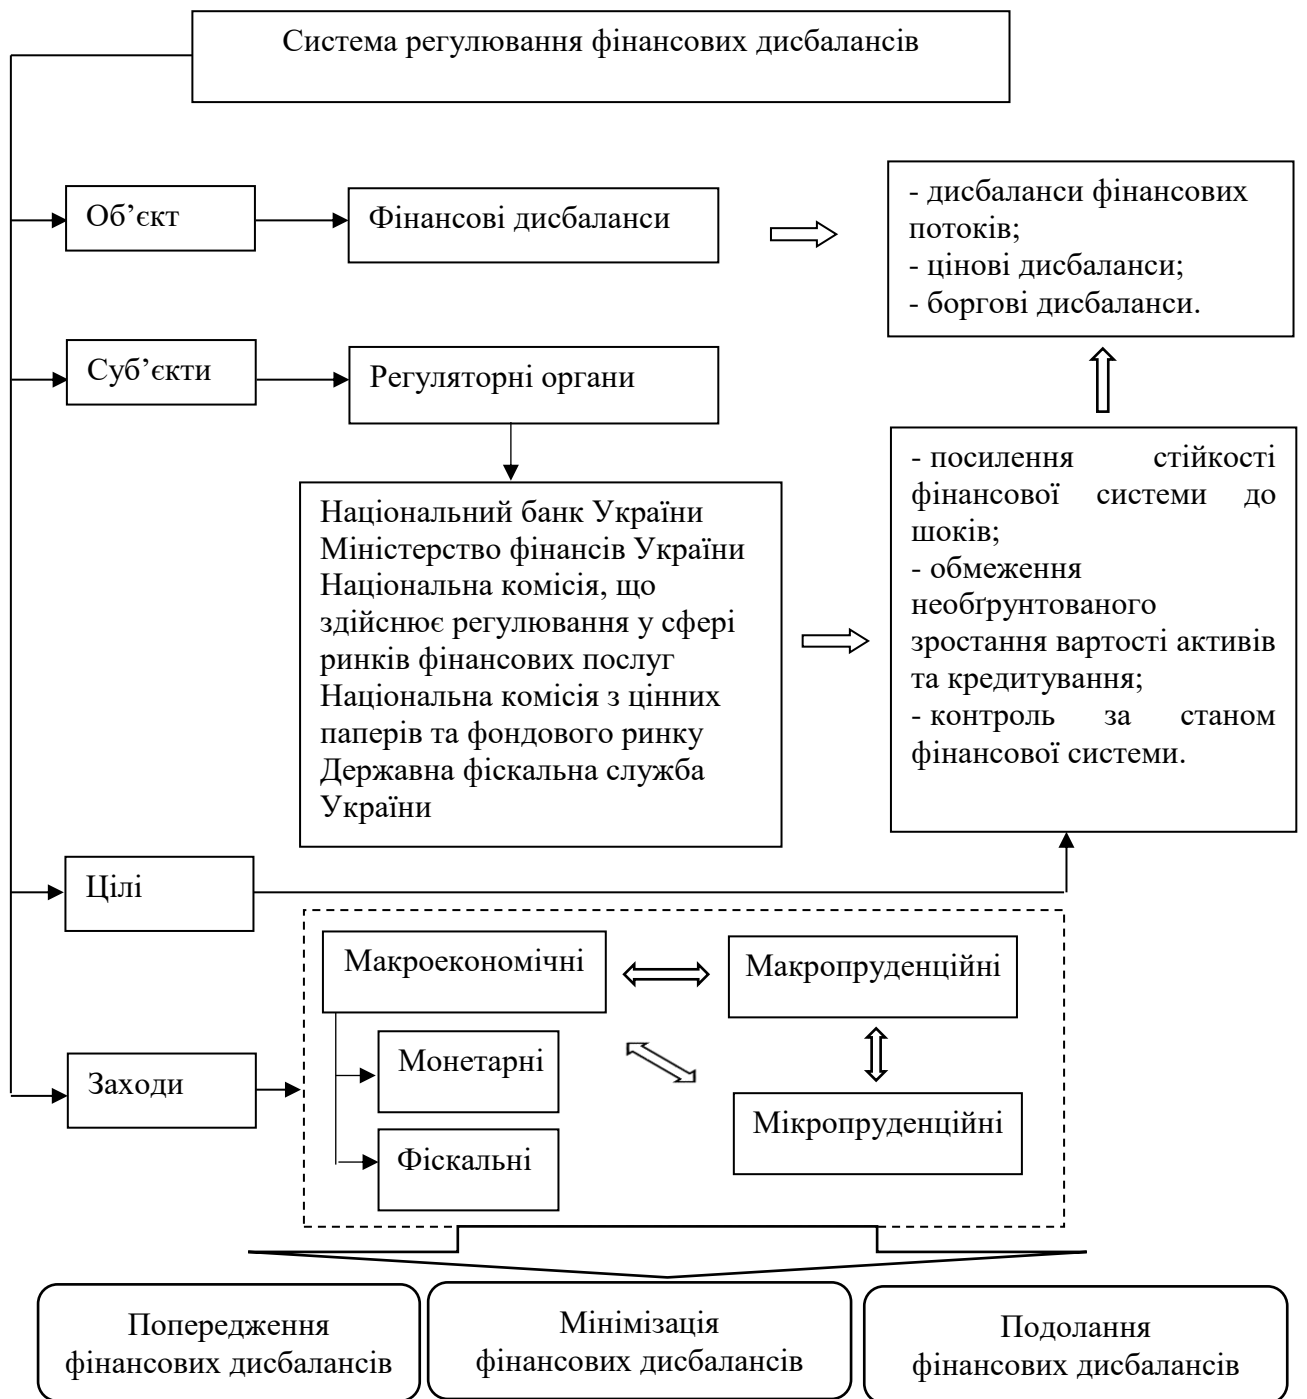 Система регулювання фінансових дисбалансів
Об’єкт
Фінансові дисбаланси
- дисбаланси фінансових
потоків;
- цінові дисбаланси;
- боргові дисбаланси.
Суб’єкти
Регуляторні органи
Національний банк України
Міністерство фінансів України
Національна комісія, що
здійснює регулювання у сфері
ринків фінансових послуг
Національна комісія з цінних
паперів та фондового ринку
Державна фіскальна служба
України
- посилення стійкості
фінансової системи до
шоків;
- обмеження
необґрунтованого
зростання вартості активів
та кредитування;
- контроль за станом
фінансової системи.
Цілі
Заходи
Макроекономічні
Макропруденційні
Монетарні
Мікропруденційні
Фіскальні
Попередження
фінансових дисбалансів
Мінімізація
фінансових дисбалансів
Подолання
фінансових дисбалансів